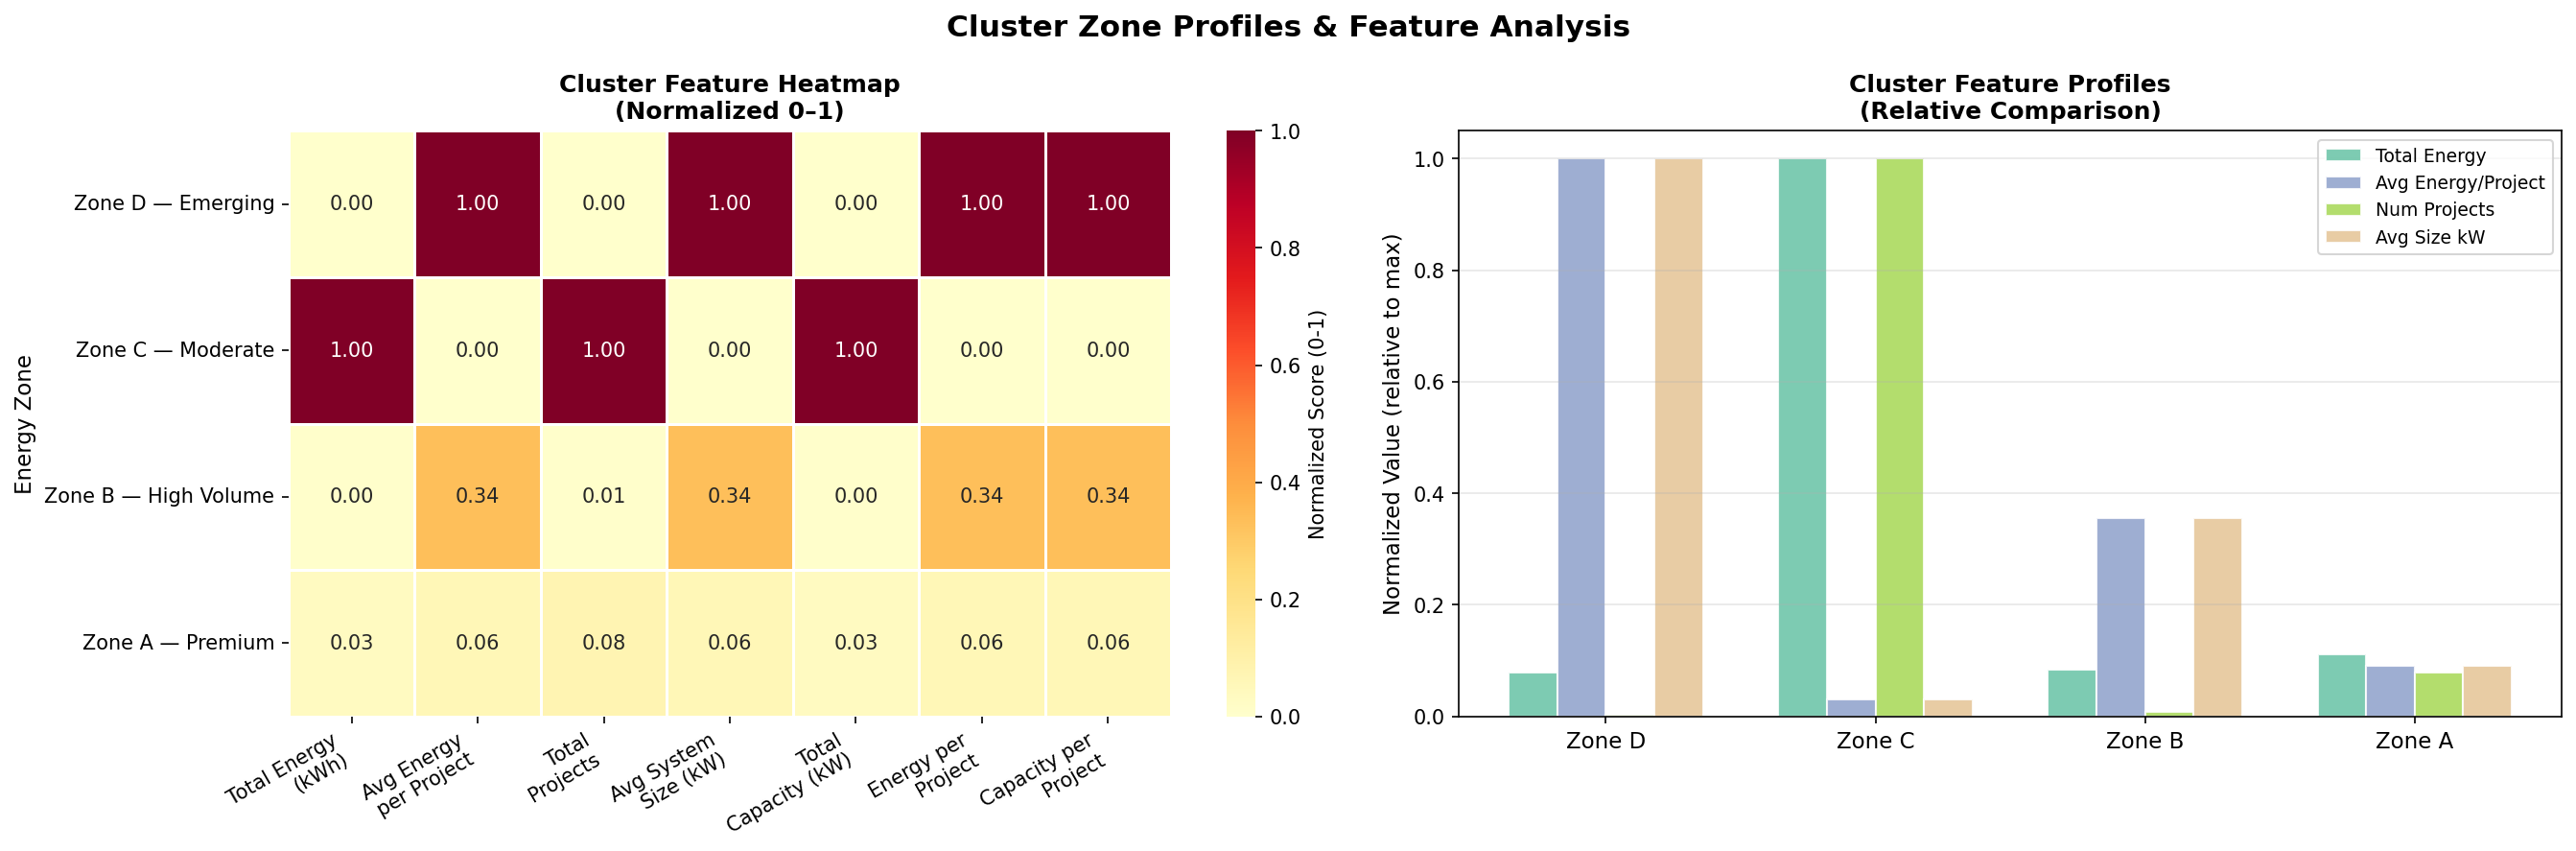 Cluster Zone Profiles & Feature Analysis
Cluster Feature Heatmap
(Normalized 0–1)
Energy Zone
Zone D — Emerging
0.00 1.00 0.00 1.00 0.00 1.00 1.00
Zone C — Moderate
1.00 0.00 1.00 0.00 1.00 0.00 0.00
Zone B — High Volume
0.00 0.34 0.01 0.34 0.00 0.34 0.34
Zone A — Premium
0.03 0.06 0.08 0.06 0.03 0.06 0.06
Total Energy
(kWh)
Avg Energy
per Project
Total
Projects
Avg System
Size (kW)
Total
Capacity (kW)
Energy per
Project
Capacity per
Project
1.0
0.8
0.6
0.4
0.2
0.0
Normalized Score (0-1)
Cluster Feature Profiles
(Relative Comparison)
Normalized Value (relative to max)
1.0
0.8
0.6
0.4
0.2
0.0
Total Energy
Avg Energy/Project
Num Projects
Avg Size kW
Zone D Zone C Zone B Zone A